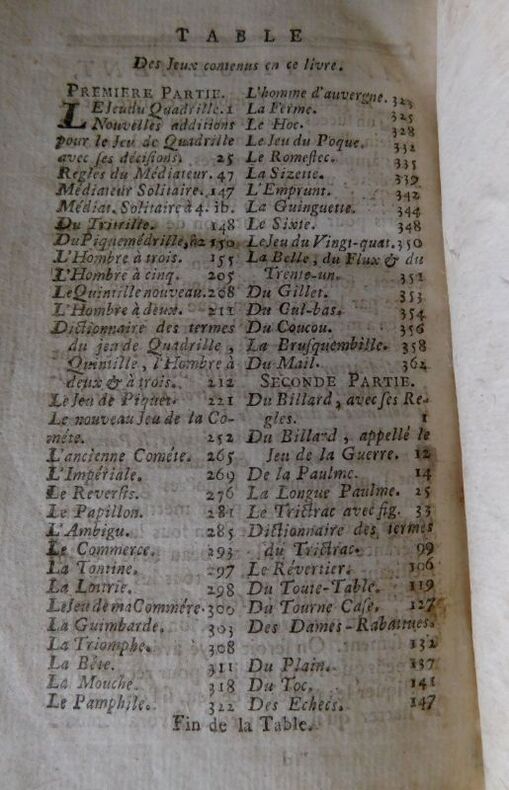 TABLE
Des Jeux contenus en ce livre.
PREMIERE PARTIE.
LE Jeu du Quadrille. 1
Nouvelles additions
pour le Jeu de Quadrille
avec ses décisions. 25
Regles du Médiateur. 47
Médiateur Solitaire. 147
Médiat. Solitaire à 4. ib.
Du Tritrille. 148
Du Piquemédrille, 150
L'Hombre à trois. 155
L'Hombre à cinq. 205
Le Quintille nouveau. 208
L'Hombre à deux. 211
Dictionnaire des termes
du jeu de Quadrille,
Quintille, l'Hombre à
deux & à trois. 212
Le Jeu de Piquet. 221
Le nouveau Jeu de la Co-
méte. 252
L'ancienne Cométe. 265
L'Impériale. 269
Le Reversis. 276
Le Papillon. 281
L'Ambigu. 285
Le Commerce. 293
La Tontine. 297
La Loterie. 298
Le Jeu de ma Commére. 300
La Guimbarde. 303
La Triomphe. 308
La Bête. 311
La Mouche. 318
Le Pamphile. 322
L'homme d'auvergne. 323
La Ferme. 325
Le Hoc. 328
Le Jeu du Poque. 332
Le Romestec. 335
La Sizette. 339
L'Emprunt. 342
La Guinguette. 344
Le Sixte. 348
Le Jeu du Vingt-quat. 350
La Belle, du Flux & du
Trente-un. 351
Du Gillet. 353
Du Cul-bas. 354
Du Coucou. 356
La Brusquembille. 358
Du Mail. 364
SECONDE PARTIE.
Du Billard, avec ses Re-
gles. 1
Du Billard, appellé le
Jeu de la Guerre. 12
De la Paulme. 14
La Longue Paulme. 25
Le Trictrac avec fig. 33
Dictionnaire des termes
du Trictrac. 99
Le Révertier. 106
Du Toute-Table. 119
Du Tourne Case. 127
Des Dames-Rabattues.
132
Du Plain. 137
Du Toc. 141
Des Echecs. 147
Fin de la Table.